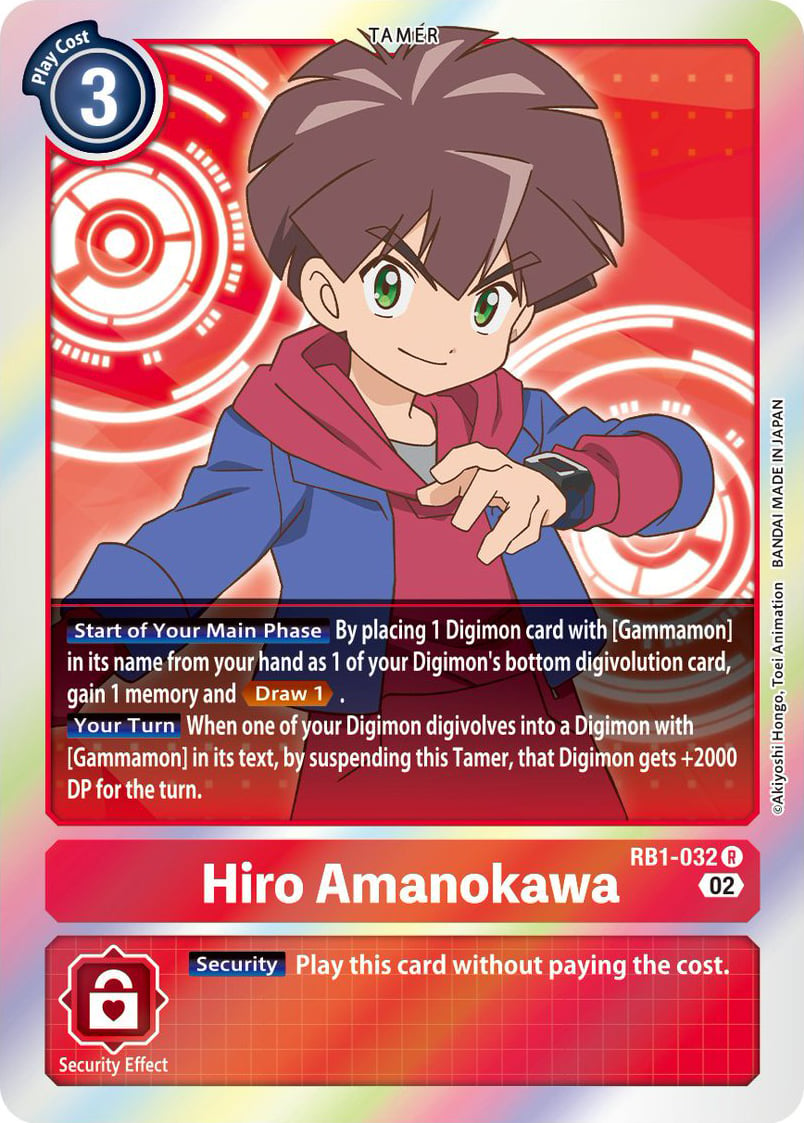 TAMER
Play Cost
3
Start of Your Main Phase By placing 1 Digimon card with [Gammamon]
in its name from your hand as 1 of your Digimon's bottom digivolution card,
gain 1 memory and Draw 1 .
Your Turn When one of your Digimon digivolves into a Digimon with
[Gammamon] in its text, by suspending this Tamer, that Digimon gets +2000
DP for the turn.
©Akiyoshi Hongo, Toei Animation BANDAI MADE IN JAPAN
RB1-032 R
Hiro Amanokawa
02
Security Play this card without paying the cost.
Security Effect